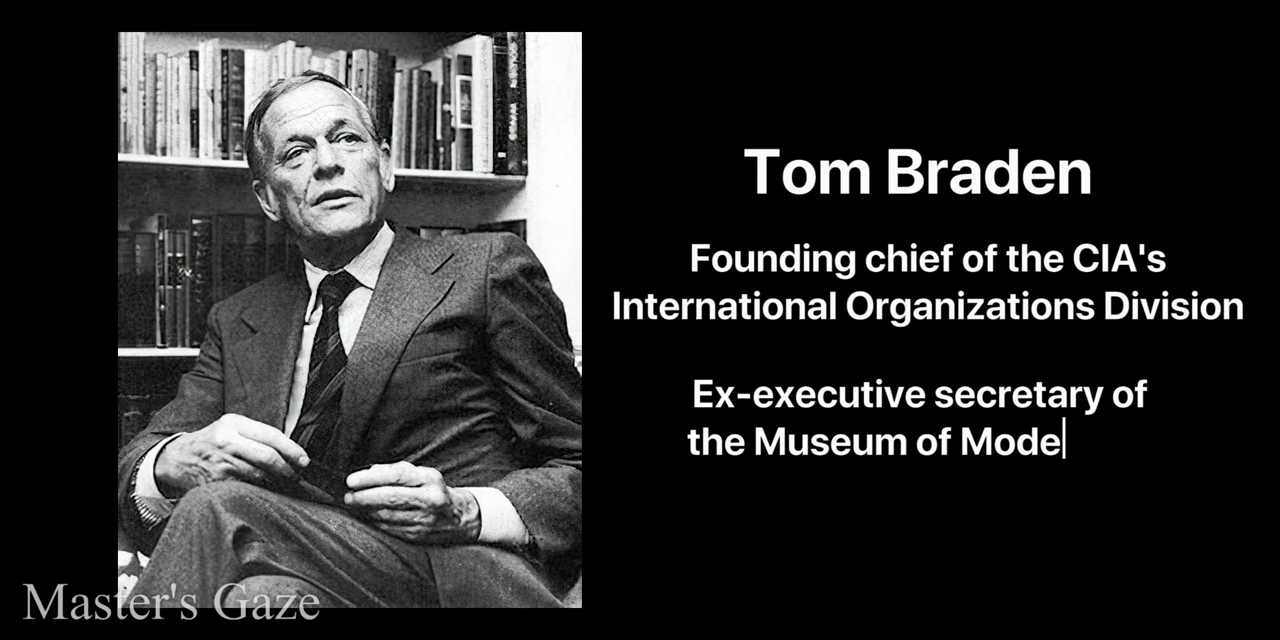 Tom Braden
Founding chief of the CIA's
International Organizations Division
Ex-executive secretary of
the Museum of Mode
Master's Gaze